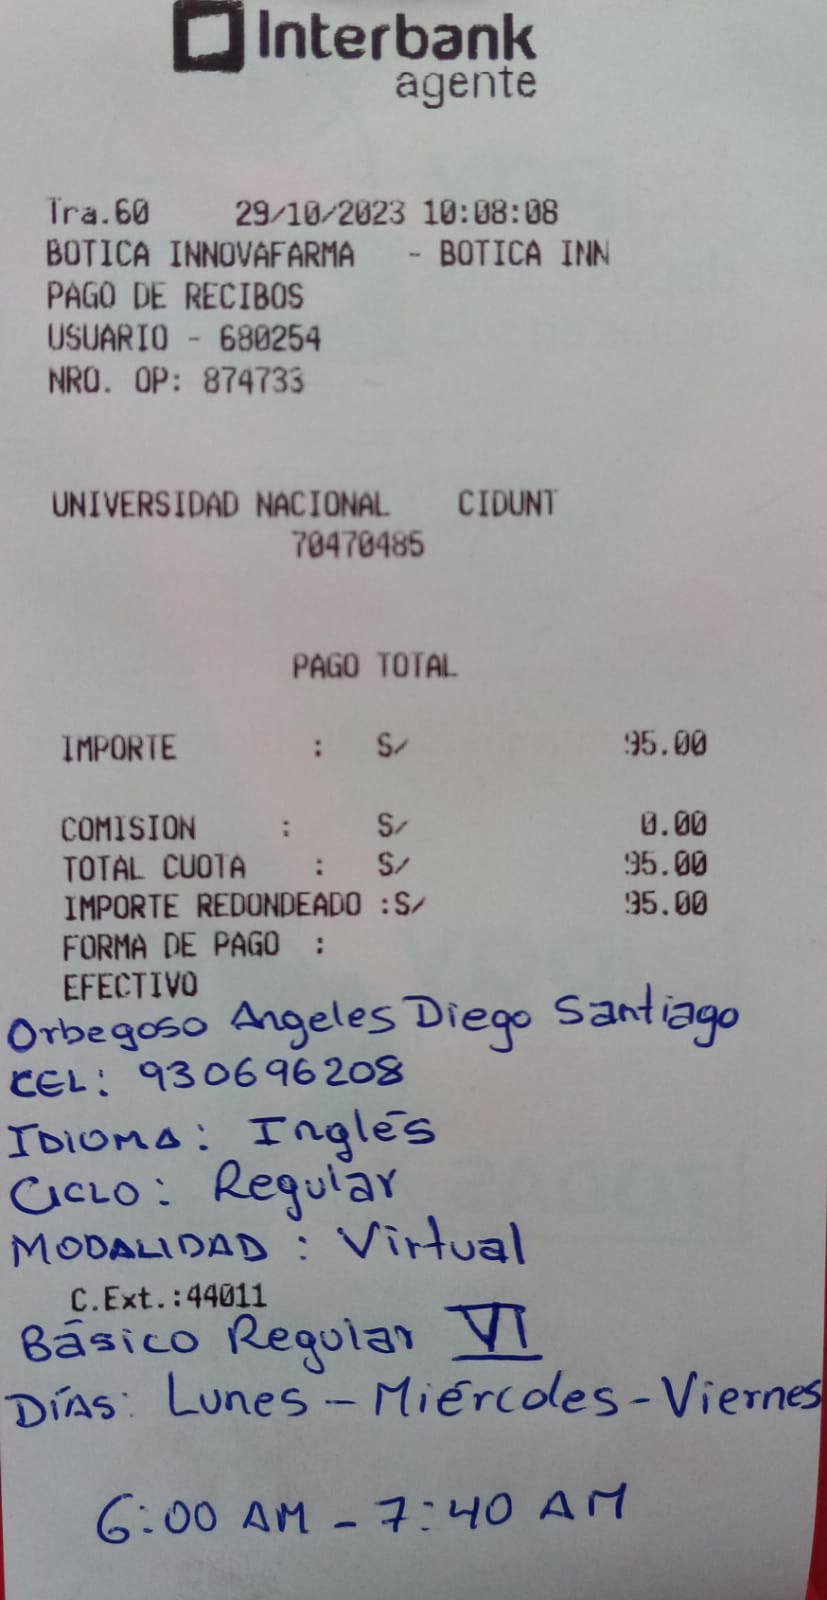 Interbank
agente
Tra.60 29/10/2023 10:08:08
BOTICA INNOVAFARMA - BOTICA INN
PAGO DE RECIBOS
USUARIO - 680254
NRO. OP: 874733
UNIVERSIDAD NACIONAL CIDUNT
70470485
PAGO TOTAL
IMPORTE : S/ 95.00
COMISION : S/ 0.00
TOTAL CUOTA : S/ 95.00
IMPORTE REDONDEADO :S/ 95.00
FORMA DE PAGO :
EFECTIVO
Orbegoso Angeles Diego Santiago
CEL: 930696208
IDIOMA: Inglés
CICLO: Regular
MODALIDAD : Virtual
C.Ext.:44011
Básico Regular VI
DÍAS: Lunes - Miércoles - Viernes
6:00 AM - 7:40 AM